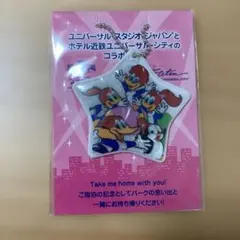 ユニバーサル・スタジオ・ジャパンと
ホテル近鉄ユニバーサル・シティの
コラボ
Take me home with you!
ご宿泊の記念としてパークの思い出と
一緒にお持ち帰りください!